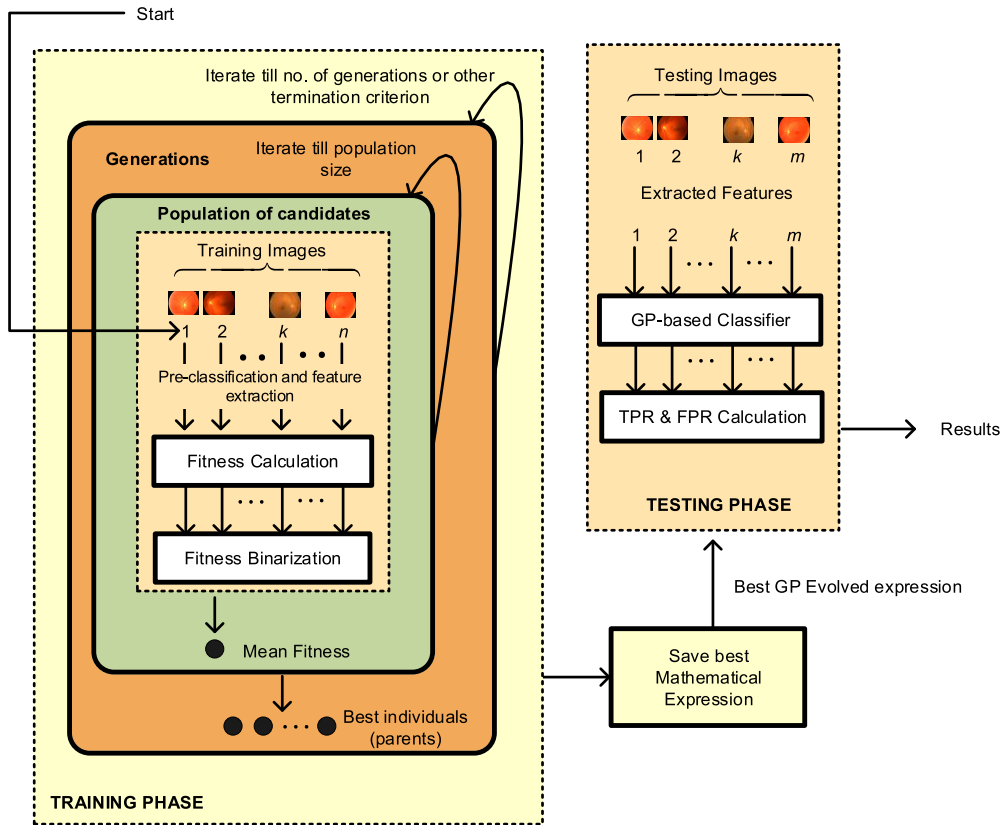 Start
Iterate till no. of generations or other
termination criterion
Generations
Iterate till population
size
Population of candidates
Training Images
1 2 k n
Pre-classification and feature
extraction
Fitness Calculation
Fitness Binarization
Mean Fitness
Best individuals
(parents)
TRAINING PHASE
Testing Images
1 2 k m
Extracted Features
1 2 k m
GP-based Classifier
TPR & FPR Calculation
TESTING PHASE
Results
Best GP Evolved expression
Save best
Mathematical
Expression